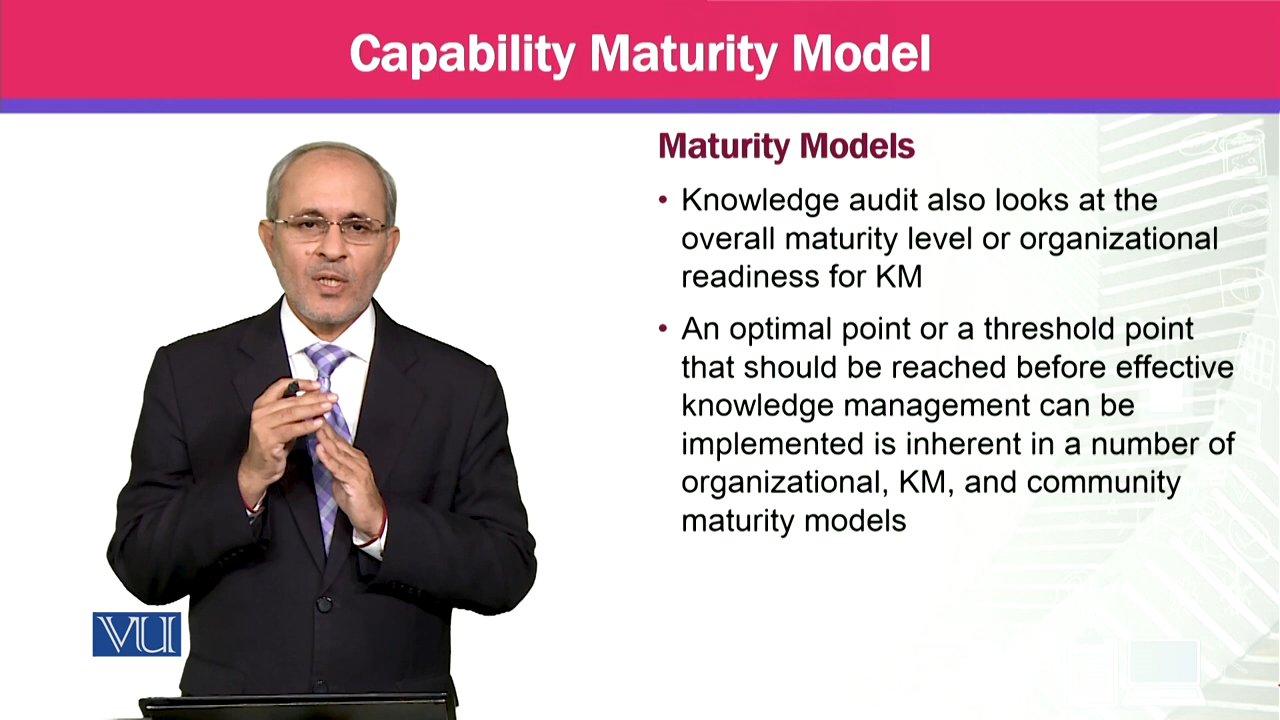 Capability Maturity Model
Maturity Models
• Knowledge audit also looks at the
overall maturity level or organizational
readiness for KM
• An optimal point or a threshold point
that should be reached before effective
knowledge management can be
implemented is inherent in a number of
organizational, KM, and community
maturity models
VU